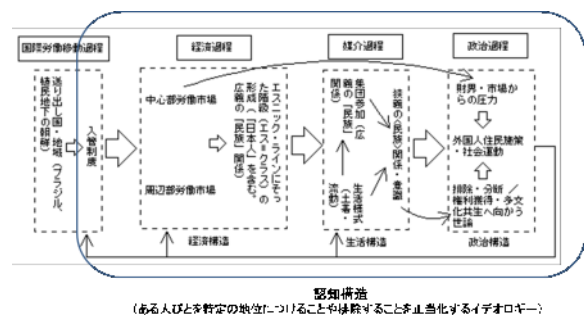 国際労働移動過程
経済過程
媒介過程
政治過程
送り出し国・地域（ブラジル、
植民地下の朝鮮）
入管制度
中心部労働市場
周辺部労働市場
エスニック・ラインにそっ
た階級（エスニ=クラス）の
形成（「日本人」を含む。
広義の「民族」関係）
経済構造
集団参加（広
義の「民族」
関係）
生活様式
（土着・
流動）
狭義の〈民族〉関係・意識
生活構造
財界・市場か
らの圧力
外国人住民施策
・社会運動
排除・分断／
権利獲得・多文
化共生へ向かう
世論
政治構造
認知構造
（ある人びとを特定の地位につけることや排除することを正当化するイデオロギー）